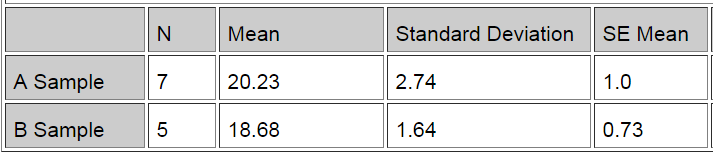 N Mean Standard Deviation SE Mean
A Sample 7 20.23 2.74 1.0
B Sample 5 18.68 1.64 0.73